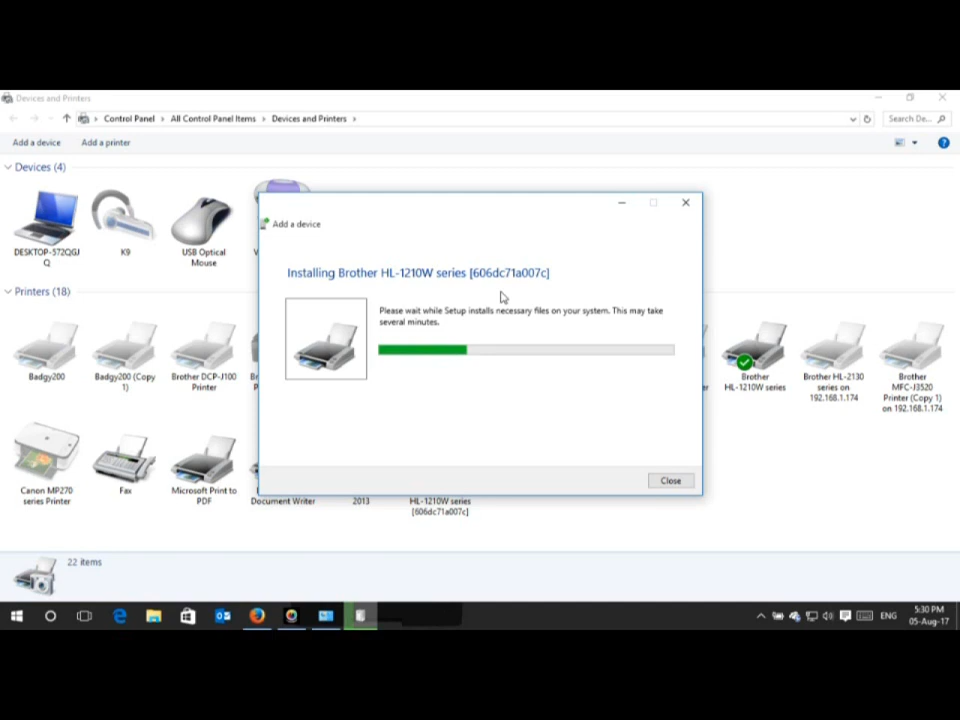 Devices and Printers
Control Panel > All Control Panel Items > Devices and Printers >
Search De...
Add a device Add a printer
Devices (4)
DESKTOP-572QGJ
Q
K9
USB Optical
Mouse
Printers (18)
Badgy200
Badgy200 (Copy
1)
Brother DCP-J100
Printer
Brother
HL-1210W series
Brother HL-2130
series on
192.168.1.174
Brother
MFC-J3520
Printer (Copy 1)
on 192.168.1.174
Canon MP270
series Printer
Fax
Microsoft Print to
PDF
Document Writer
2013
HL-1210W series
[606dc71a007c]
Add a device
Installing Brother HL-1210W series [606dc71a007c]
Please wait while Setup installs necessary files on your system. This may take
several minutes.
Close
22 items
ENG
5:30 PM
05-Aug-17